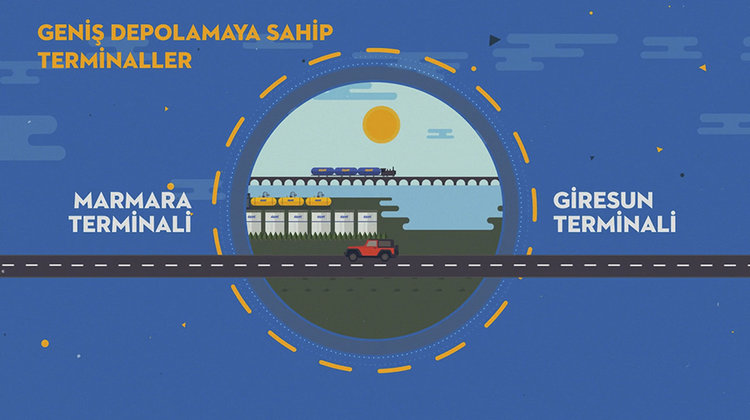 GENİŞ DEPOLAMAYA SAHİP
TERMİNALLER
MARMARA
TERMİNALİ
GİRESUN
TERMİNALİ